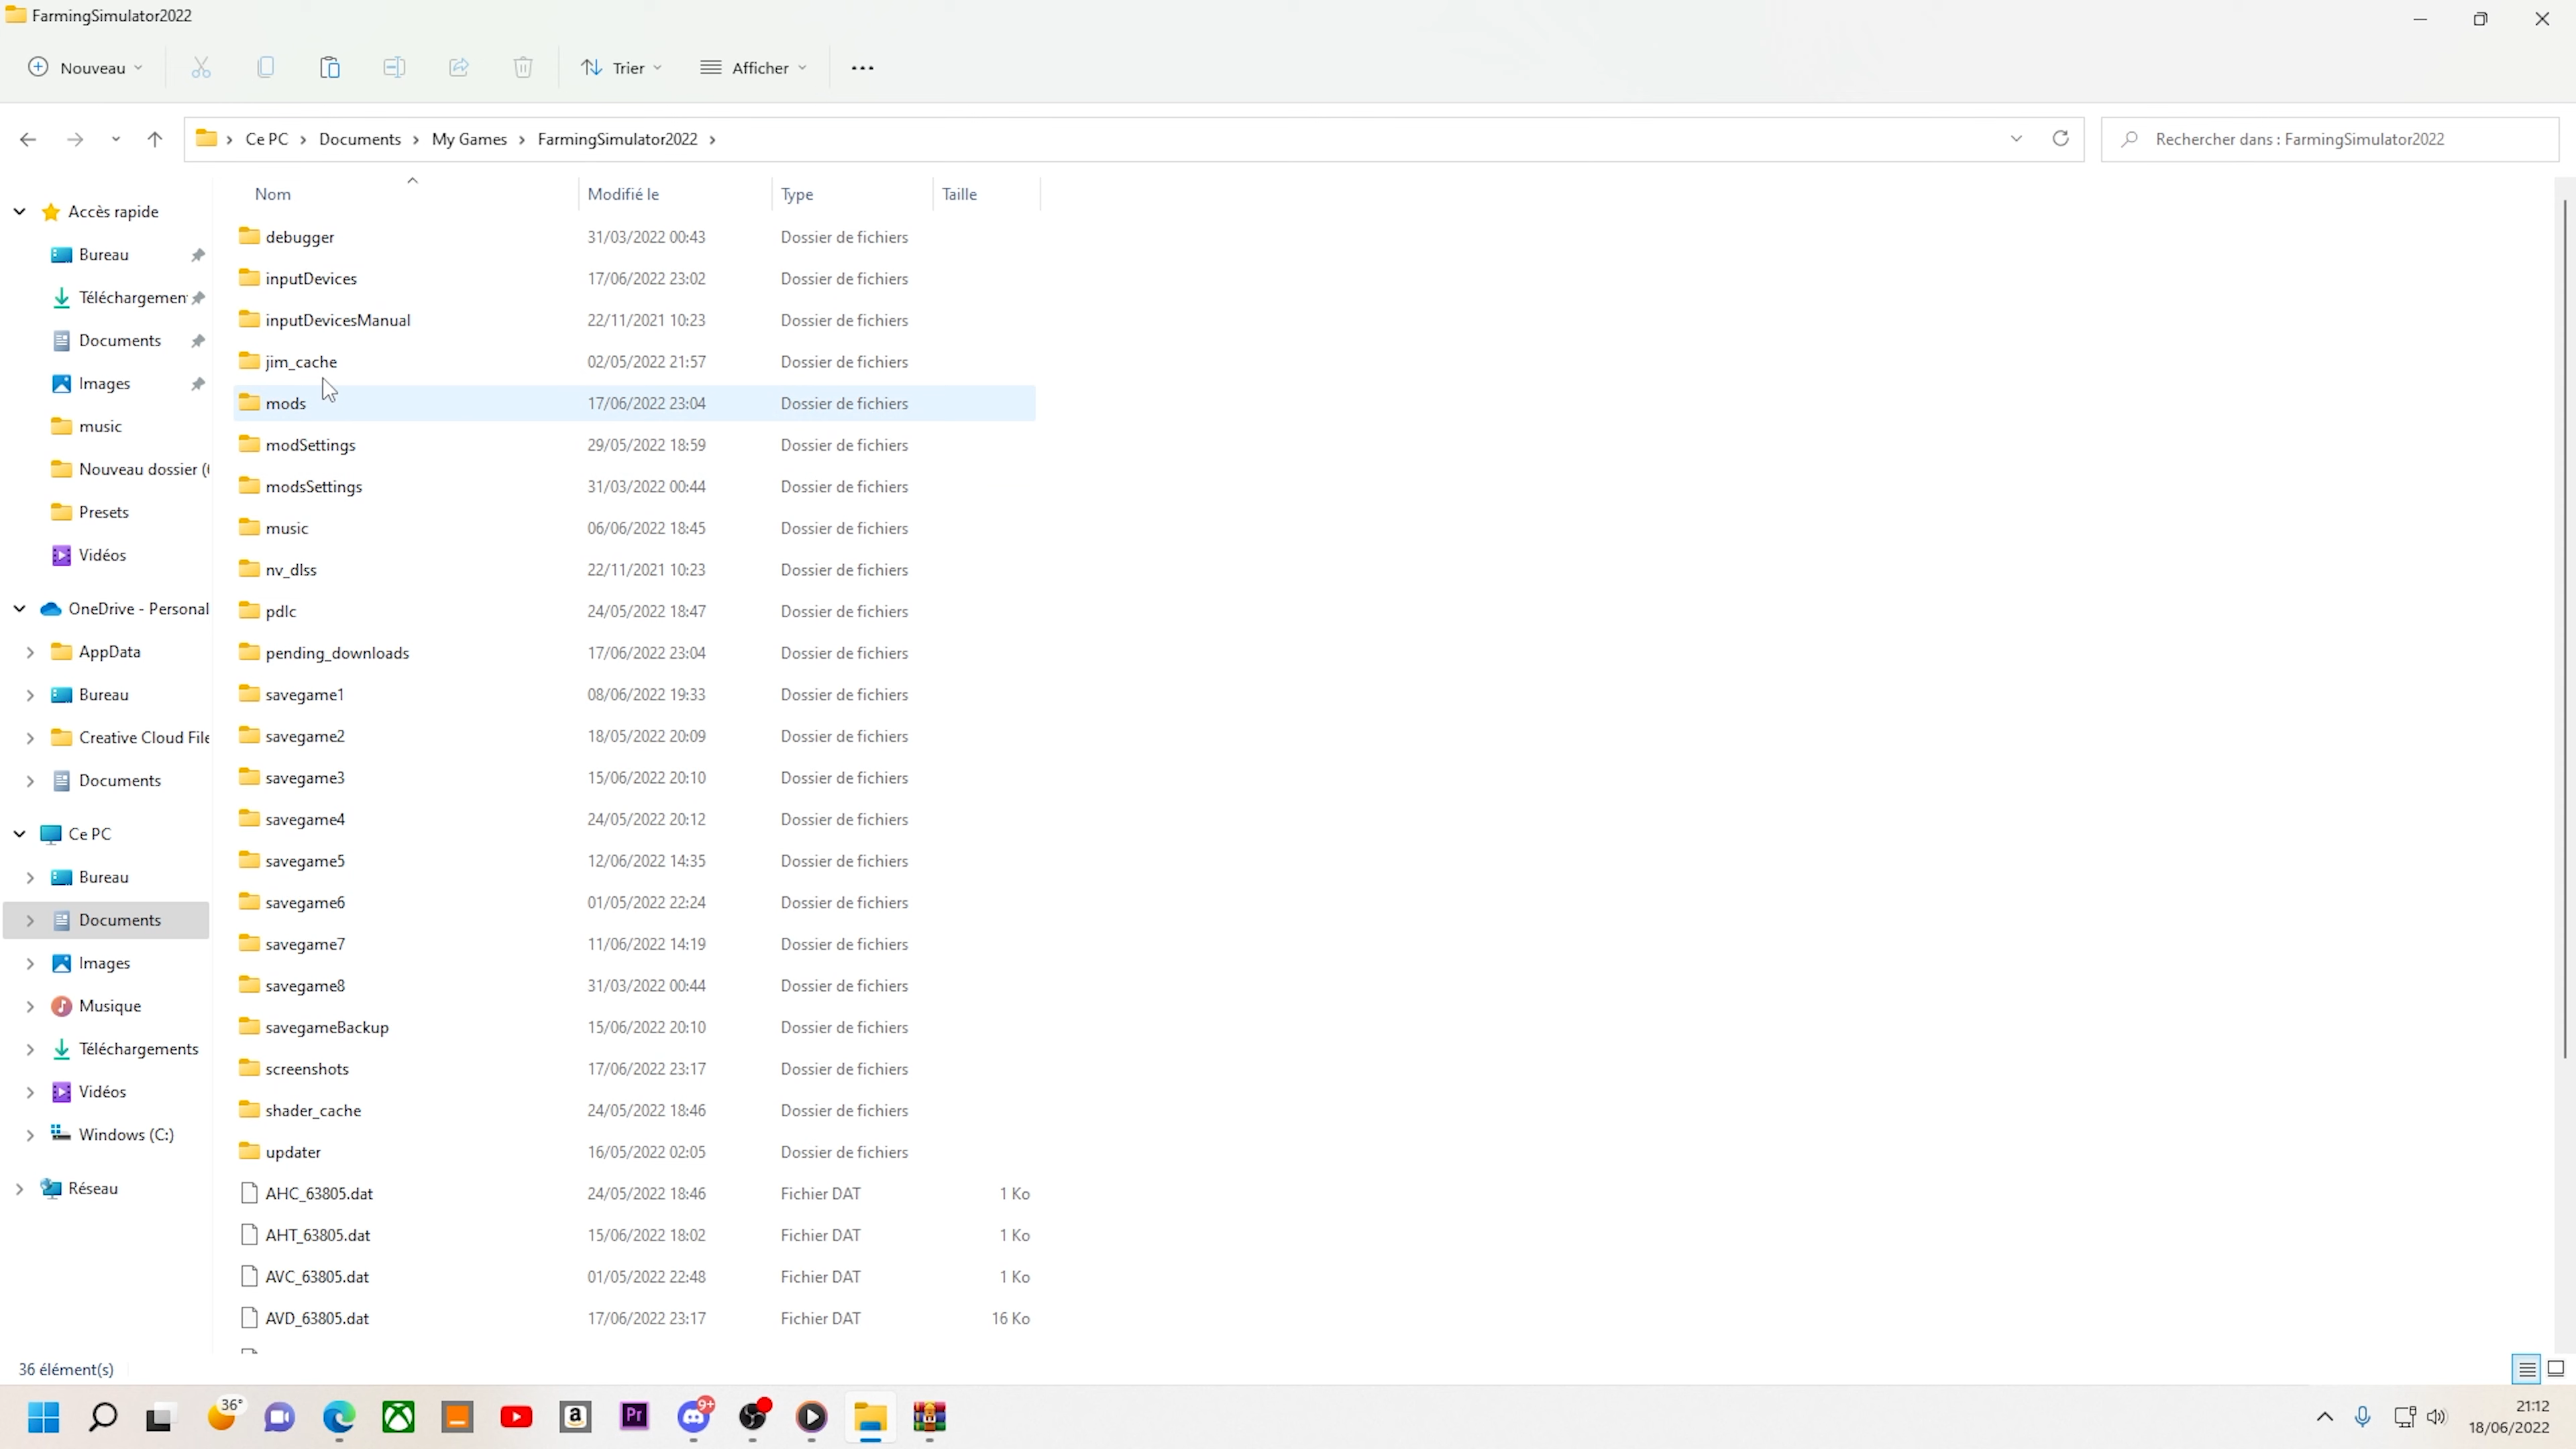 FarmingSimulator2022
Nouveau
Trier
Afficher
Ce PC
Documents
My Games
FarmingSimulator2022
Rechercher dans : FarmingSimulator2022
Nom
Modifié le
Type
Taille
Accès rapide
Bureau
Téléchargemen
Documents
Images
music
Nouveau dossier (
Presets
Vidéos
OneDrive - Personal
AppData
Bureau
Creative Cloud File
Documents
Ce PC
Bureau
Documents
Images
Musique
Téléchargements
Vidéos
Windows (C:)
Réseau
debugger 31/03/2022 00:43 Dossier de fichiers
inputDevices 17/06/2022 23:02 Dossier de fichiers
inputDevicesManual 22/11/2021 10:23 Dossier de fichiers
jim_cache 02/05/2022 21:57 Dossier de fichiers
mods 17/06/2022 23:04 Dossier de fichiers
modSettings 29/05/2022 18:59 Dossier de fichiers
modsSettings 31/03/2022 00:44 Dossier de fichiers
music 06/06/2022 18:45 Dossier de fichiers
nv_dlss 22/11/2021 10:23 Dossier de fichiers
pdlc 24/05/2022 18:47 Dossier de fichiers
pending_downloads 17/06/2022 23:04 Dossier de fichiers
savegame1 08/06/2022 19:33 Dossier de fichiers
savegame2 18/05/2022 20:09 Dossier de fichiers
savegame3 15/06/2022 20:10 Dossier de fichiers
savegame4 24/05/2022 20:12 Dossier de fichiers
savegame5 12/06/2022 14:35 Dossier de fichiers
savegame6 01/05/2022 22:24 Dossier de fichiers
savegame7 11/06/2022 14:19 Dossier de fichiers
savegame8 31/03/2022 00:44 Dossier de fichiers
savegameBackup 15/06/2022 20:10 Dossier de fichiers
screenshots 17/06/2022 23:17 Dossier de fichiers
shader_cache 24/05/2022 18:46 Dossier de fichiers
updater 16/05/2022 02:05 Dossier de fichiers
AHC_63805.dat 24/05/2022 18:46 Fichier DAT 1 Ko
AHT_63805.dat 15/06/2022 18:02 Fichier DAT 1 Ko
AVC_63805.dat 01/05/2022 22:48 Fichier DAT 1 Ko
AVD_63805.dat 17/06/2022 23:17 Fichier DAT 16 Ko
36 élément(s)
36°
a
Pr
9+
21:12
18/06/2022